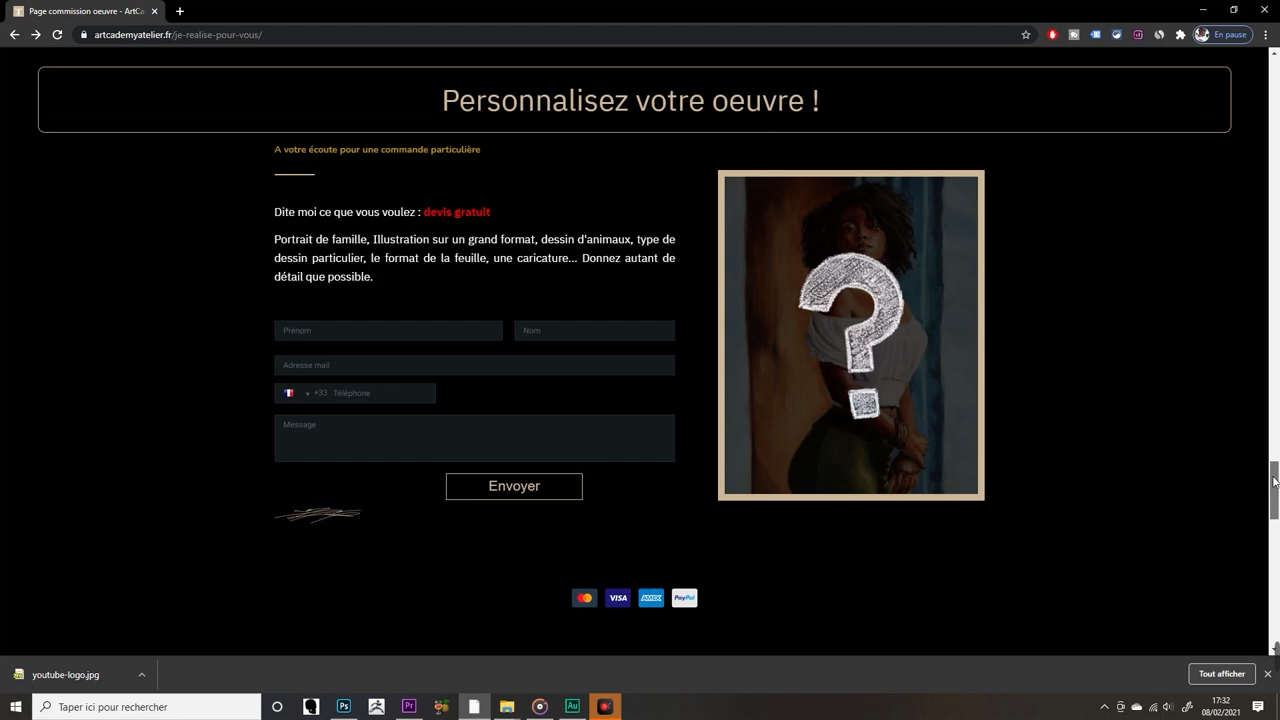 Page commission oeuvre - ArtCa
artcademyatelier.fr/je-realise-pour-vous/
En pause
Personnalisez votre oeuvre !
A votre écoute pour une commande particulière
Dite moi ce que vous voulez : devis gratuit
Portrait de famille, Illustration sur un grand format, dessin d'animaux, type de
dessin particulier, le format de la feuille, une caricature... Donnez autant de
détail que possible.
?
Prénom
Nom
Adresse mail
+33 Téléphone
Message
Envoyer
VISA
AMEX
PayPal
youtube-logo.jpg
Tout afficher
Taper ici pour rechercher
Ps
Pr
Au
17:32
08/02/2021